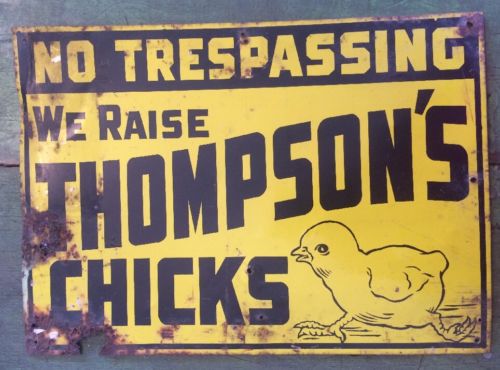 NO TRESPASSING
WE RAISE
THOMPSON'S
CHICKS